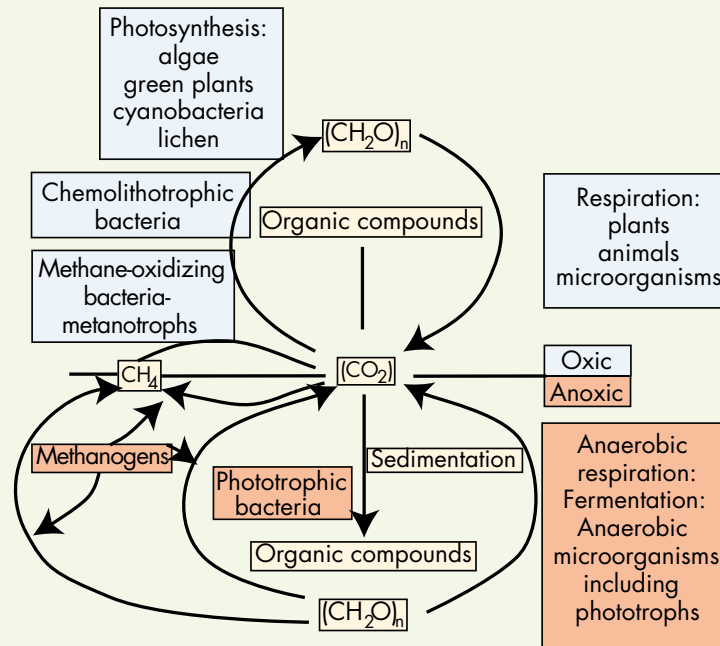 Photosynthesis:
algae
green plants
cyanobacteria
lichen
(CH₂O)ₙ
Chemolithotrophic
bacteria
Organic compounds
Respiration:
plants
animals
microorganisms
Methane-oxidizing
bacteria-
metanotrophs
CH₄
(CO₂)
Oxic
Anoxic
Methanogens
Phototrophic
bacteria
Sedimentation
Organic compounds
(CH₂O)ₙ
Anaerobic
respiration:
Fermentation:
Anaerobic
microorganisms
including
phototrophs